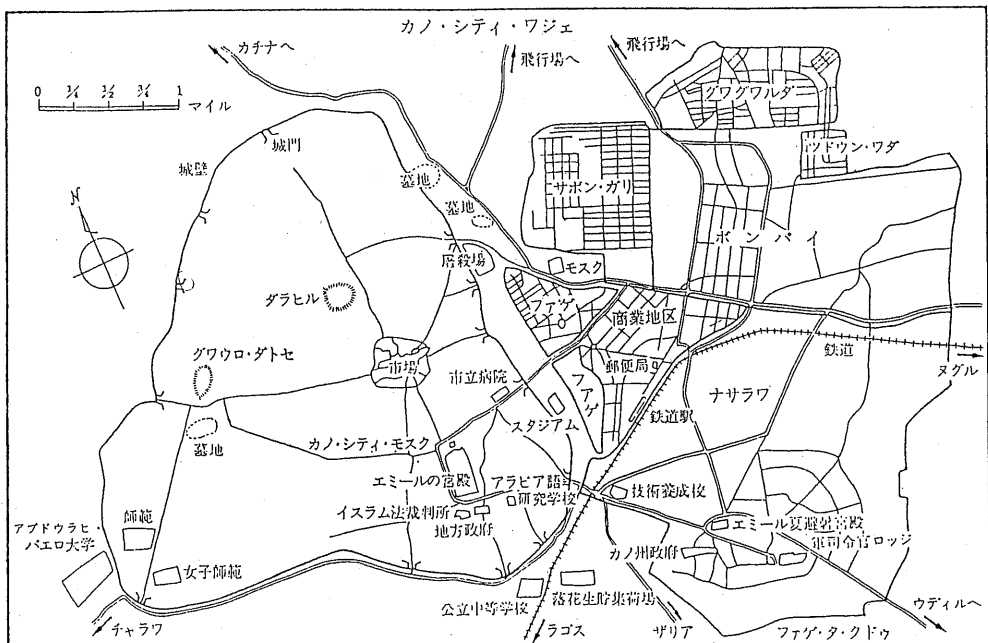 カノ・シティ・ワジェ
カチナへ
飛行場へ
飛行場へ
0 ¼ ½ ¾ 1
マイル
グワグワルダ
ツドウン・ワダ
城門
城壁
墓地
サボン・ガリ
墓地
N
ボンバイ
屠殺場
モスク
ダラヒル
ファゲ
商業地区
鉄道
グワウロ・ダトセ
市場
郵便局
ヌグル
市立病院
ファゲ
ナサラワ
スタジアム
鉄道駅
カノ・シティ・モスク
墓地
エミールの宮殿
アラビア語
研究学校
技術養成校
師範
イスラム法裁判所
地方政府
エミール夏避暑宮殿
軍司令官ロッジ
アブドウラヒ・
バエロ大学
カノ州政府
女子師範
公立中等学校
落花生貯集荷場
ウディルへ
チャラワ
ラゴス
ザリア
ファゲ・タ・クドゥ